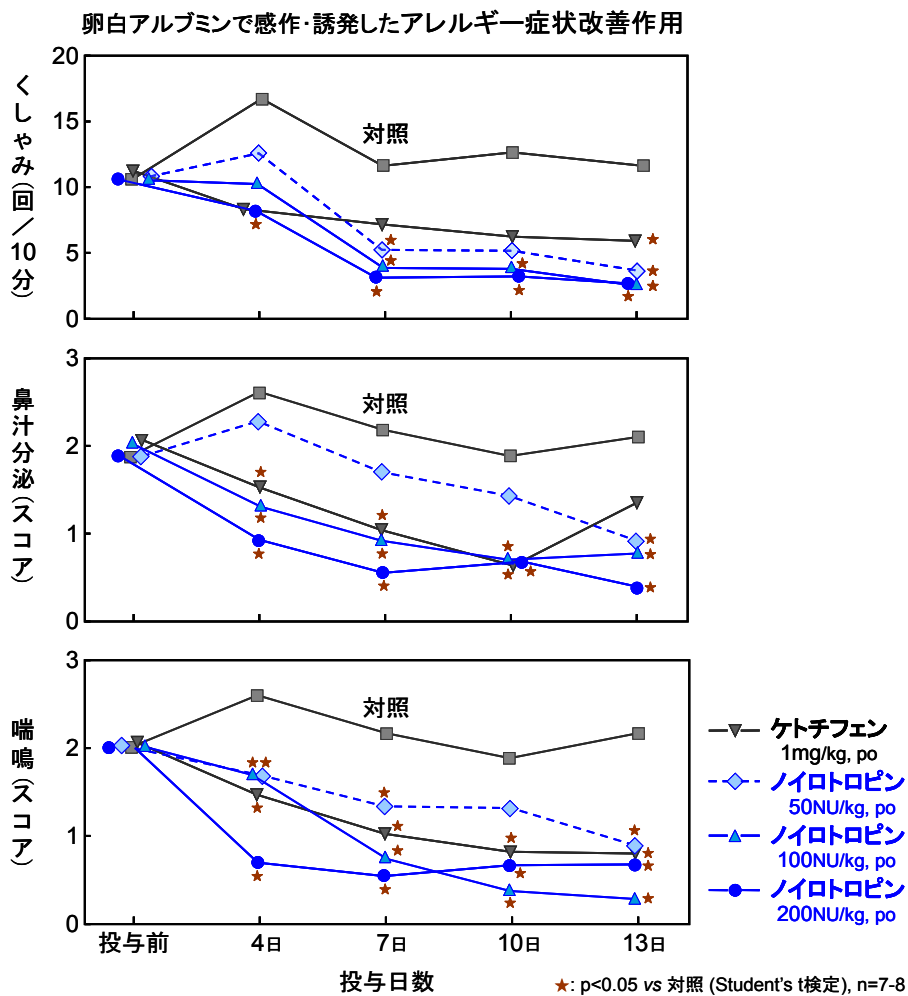 卵白アルブミンで感作・誘発したアレルギー症状改善作用
くしゃみ(回／10分)
20
15
10
5
0
対照
鼻汁分泌(スコア)
3
2
1
0
対照
喘鳴(スコア)
3
2
1
0
対照
投与前 4日 7日 10日 13日
投与日数
ケトチフェン
1mg/kg, po
ノイロトロピン
50NU/kg, po
ノイロトロピン
100NU/kg, po
ノイロトロピン
200NU/kg, po
★: p<0.05 vs 対照 (Student's t検定), n=7-8